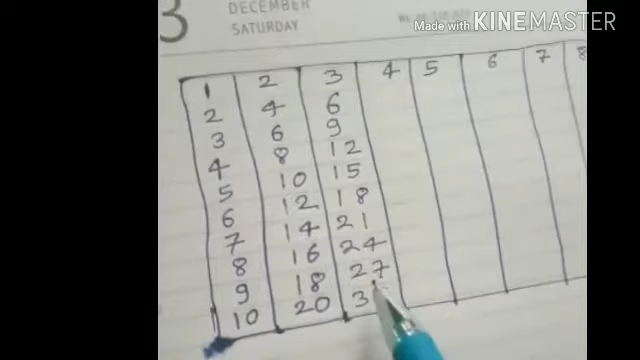 3 DECEMBER
SATURDAY
Made with KINEMASTER
1 2 3 4 5 6 7 8
2 4 6
3 6 9
4 8 12
5 10 15
6 12 18
7 14 21
8 16 24
9 18 27
10 20 3